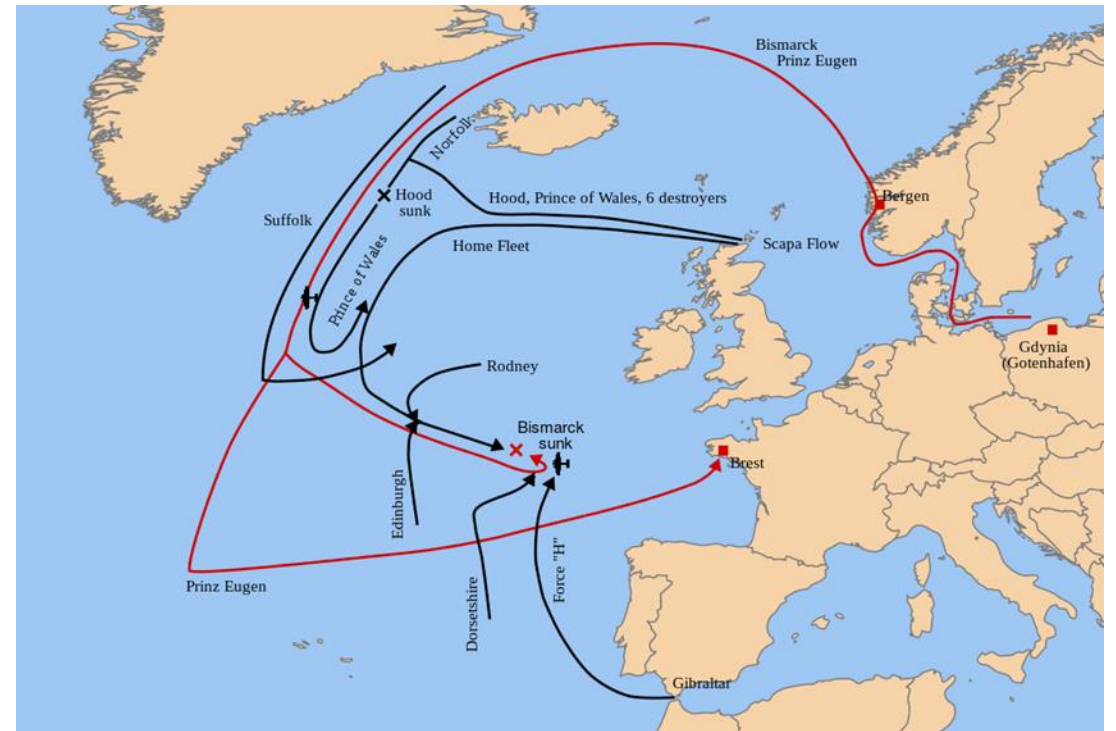 Bismarck
Prinz Eugen
Norfolk
Hood
sunk
Hood, Prince of Wales, 6 destroyers
Bergen
Suffolk
Home Fleet
Scapa Flow
Prince of Wales
Gdynia
(Gotenhafen)
Rodney
Bismarck
sunk
Brest
Edinburgh
Prinz Eugen
Dorsetshire
Force "H"
Gibraltar